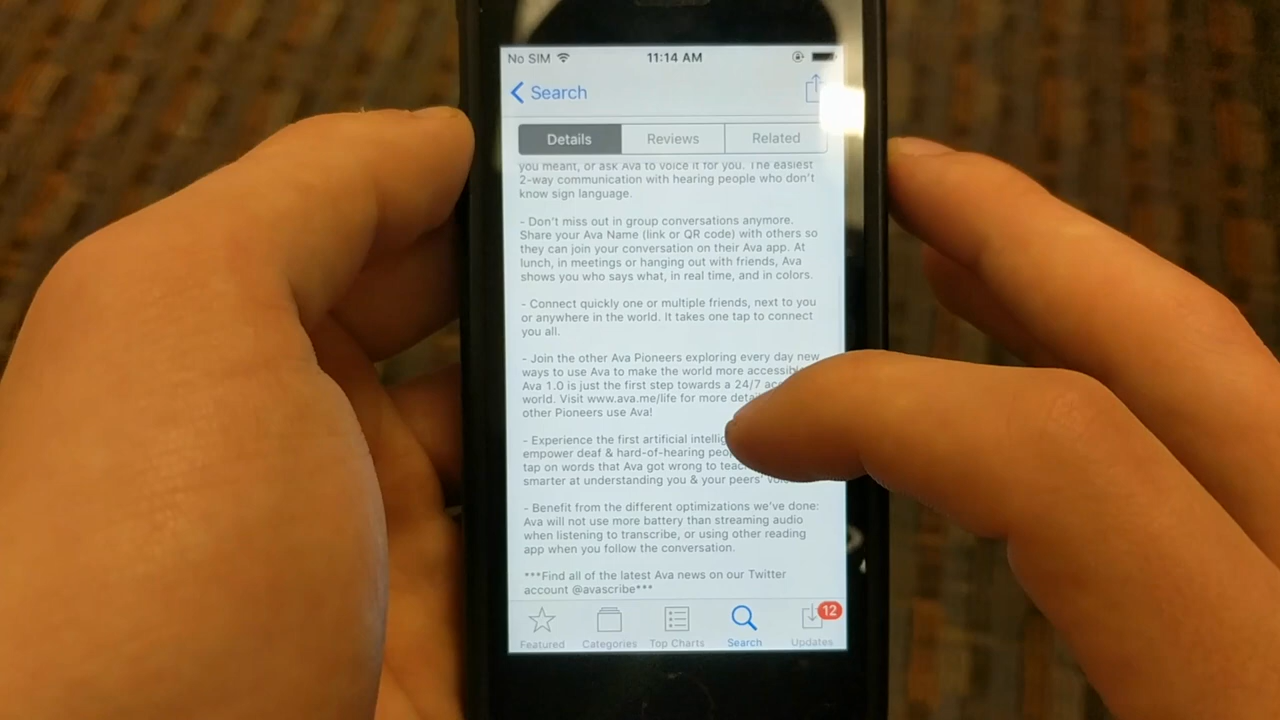 No SIM 11:14 AM
Search
Details Reviews Related
you meant, or ask Ava to voice it for you. The easiest
2-way communication with hearing people who don't
know sign language.
- Don't miss out in group conversations anymore.
Share your Ava Name (link or QR code) with others so
they can join your conversation on their Ava app. At
lunch, in meetings or hanging out with friends, Ava
shows you who says what, in real time, and in colors.
- Connect quickly one or multiple friends, next to you
or anywhere in the world. It takes one tap to connect
you all.
- Join the other Ava Pioneers exploring every day new
ways to use Ava to make the world more accessible
Ava 1.0 is just the first step towards a 24/7
world. Visit www.ava.me/life for more
other Pioneers use Ava!
- Experience the first artificial
empower deaf & hard-of-hearing
tap on words that Ava got wrong to
smarter at understanding you & your peers'
- Benefit from the different optimizations we've done:
Ava will not use more battery than streaming audio
when listening to transcribe, or using other reading
app when you follow the conversation.
***Find all of the latest Ava news on our Twitter
account @avascribe***
12
Featured Categories Top Charts Search Updates